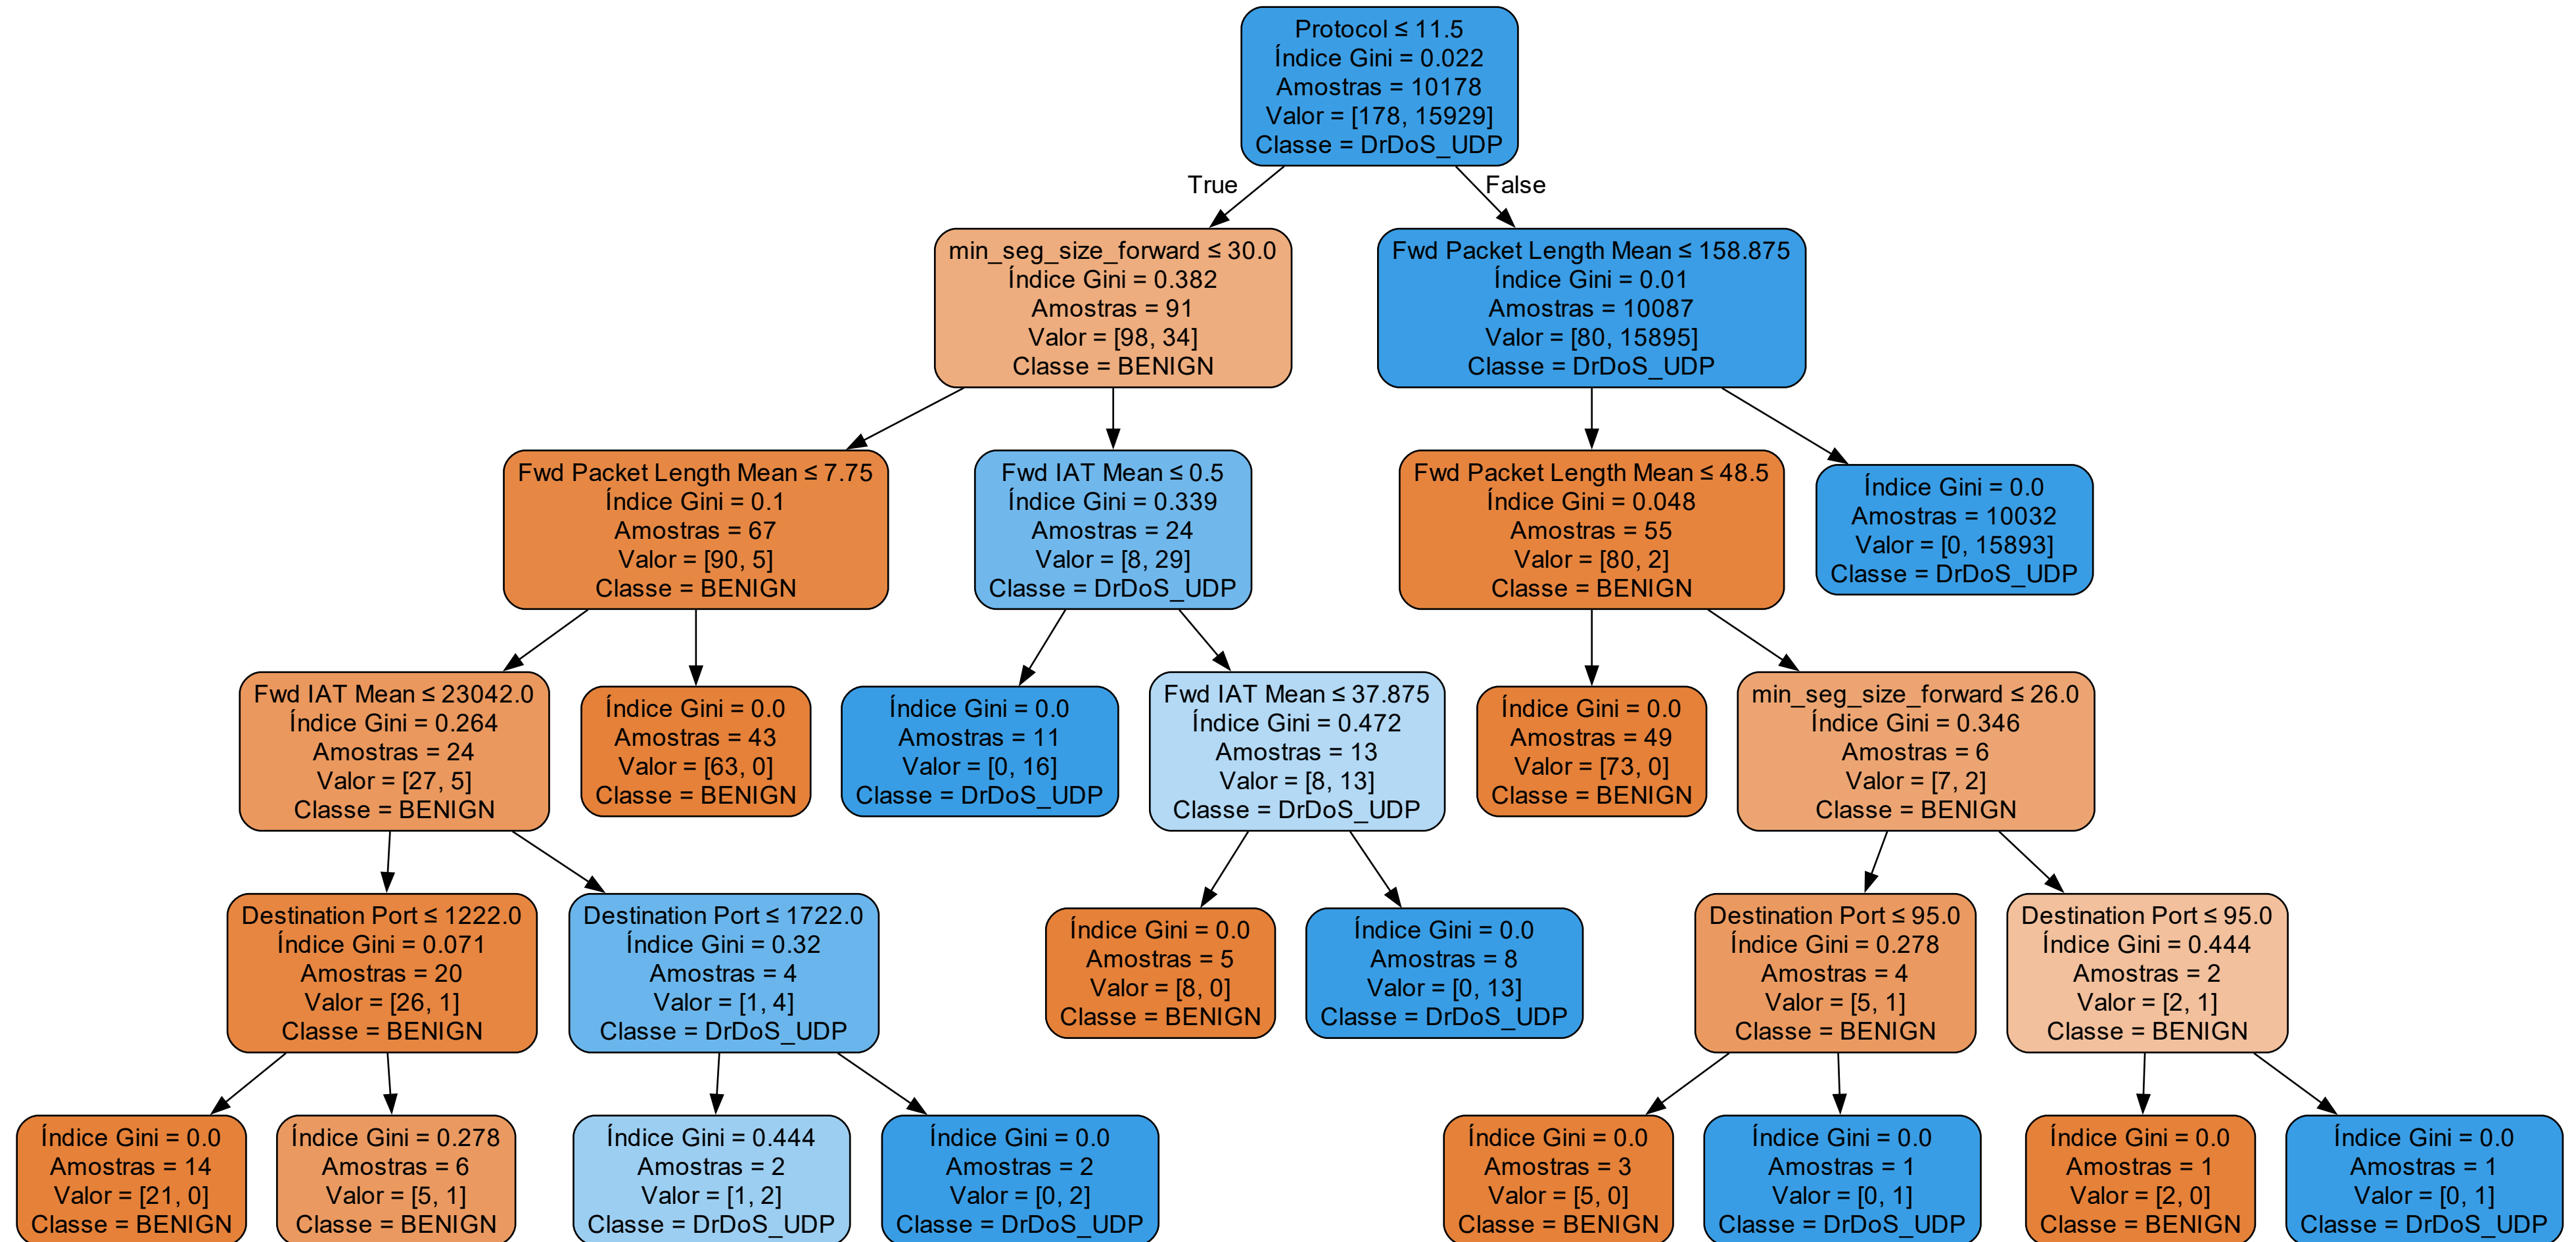 Protocol ≤ 11.5
Índice Gini = 0.022
Amostras = 10178
Valor = [178, 15929]
Classe = DrDoS_UDP
True
False
min_seg_size_forward ≤ 30.0
Índice Gini = 0.382
Amostras = 91
Valor = [98, 34]
Classe = BENIGN
Fwd Packet Length Mean ≤ 158.875
Índice Gini = 0.01
Amostras = 10087
Valor = [80, 15895]
Classe = DrDoS_UDP
Fwd Packet Length Mean ≤ 7.75
Índice Gini = 0.1
Amostras = 67
Valor = [90, 5]
Classe = BENIGN
Fwd IAT Mean ≤ 0.5
Índice Gini = 0.339
Amostras = 24
Valor = [8, 29]
Classe = DrDoS_UDP
Fwd Packet Length Mean ≤ 48.5
Índice Gini = 0.048
Amostras = 55
Valor = [80, 2]
Classe = BENIGN
Índice Gini = 0.0
Amostras = 10032
Valor = [0, 15893]
Classe = DrDoS_UDP
Fwd IAT Mean ≤ 23042.0
Índice Gini = 0.264
Amostras = 24
Valor = [27, 5]
Classe = BENIGN
Índice Gini = 0.0
Amostras = 43
Valor = [63, 0]
Classe = BENIGN
Índice Gini = 0.0
Amostras = 11
Valor = [0, 16]
Classe = DrDoS_UDP
Fwd IAT Mean ≤ 37.875
Índice Gini = 0.472
Amostras = 13
Valor = [8, 13]
Classe = DrDoS_UDP
Índice Gini = 0.0
Amostras = 49
Valor = [73, 0]
Classe = BENIGN
min_seg_size_forward ≤ 26.0
Índice Gini = 0.346
Amostras = 6
Valor = [7, 2]
Classe = BENIGN
Destination Port ≤ 1222.0
Índice Gini = 0.071
Amostras = 20
Valor = [26, 1]
Classe = BENIGN
Destination Port ≤ 1722.0
Índice Gini = 0.32
Amostras = 4
Valor = [1, 4]
Classe = DrDoS_UDP
Índice Gini = 0.0
Amostras = 5
Valor = [8, 0]
Classe = BENIGN
Índice Gini = 0.0
Amostras = 8
Valor = [0, 13]
Classe = DrDoS_UDP
Destination Port ≤ 95.0
Índice Gini = 0.278
Amostras = 4
Valor = [5, 1]
Classe = BENIGN
Destination Port ≤ 95.0
Índice Gini = 0.444
Amostras = 2
Valor = [2, 1]
Classe = BENIGN
Índice Gini = 0.0
Amostras = 14
Valor = [21, 0]
Classe = BENIGN
Índice Gini = 0.278
Amostras = 6
Valor = [5, 1]
Classe = BENIGN
Índice Gini = 0.444
Amostras = 2
Valor = [1, 2]
Classe = DrDoS_UDP
Índice Gini = 0.0
Amostras = 2
Valor = [0, 2]
Classe = DrDoS_UDP
Índice Gini = 0.0
Amostras = 3
Valor = [5, 0]
Classe = BENIGN
Índice Gini = 0.0
Amostras = 1
Valor = [0, 1]
Classe = DrDoS_UDP
Índice Gini = 0.0
Amostras = 1
Valor = [2, 0]
Classe = BENIGN
Índice Gini = 0.0
Amostras = 1
Valor = [0, 1]
Classe = DrDoS_UDP